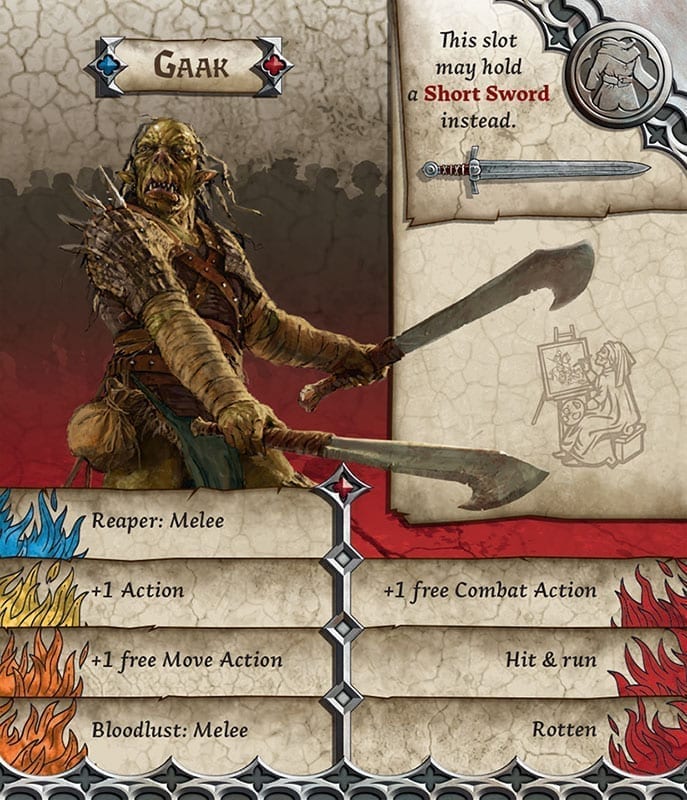 Gaak
This slot
may hold
a Short Sword
instead.
Reaper: Melee
+1 Action
+1 free Move Action
Bloodlust: Melee
+1 free Combat Action
Hit & run
Rotten